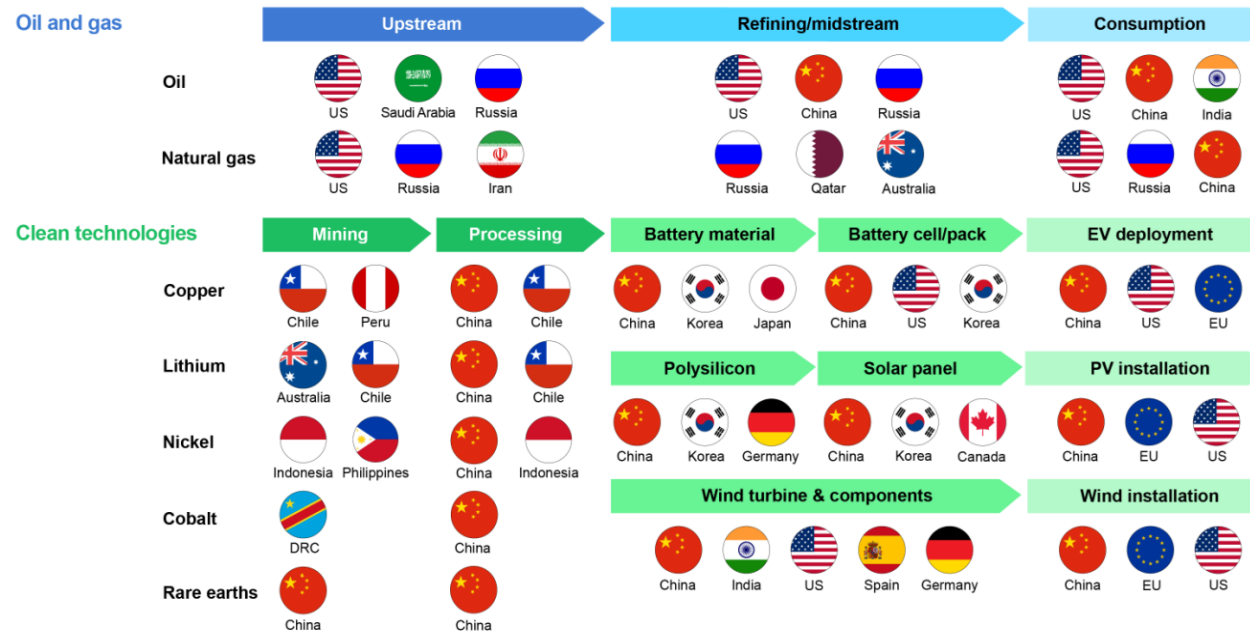 Oil and gas
Upstream
Refining/midstream
Consumption
Oil
US
Saudi Arabia
Russia
US
China
Russia
US
China
India
Natural gas
US
Russia
Iran
Russia
Qatar
Australia
US
Russia
China
Clean technologies
Mining
Processing
Battery material
Battery cell/pack
EV deployment
Copper
Chile
Peru
China
Chile
China
Korea
Japan
China
US
Korea
China
US
EU
Lithium
Australia
Chile
China
Chile
Polysilicon
Solar panel
PV installation
Nickel
Indonesia
Philippines
China
Indonesia
China
Korea
Germany
China
Korea
Canada
China
EU
US
Wind turbine & components
Wind installation
Cobalt
DRC
China
China
India
US
Spain
Germany
China
EU
US
Rare earths
China
China